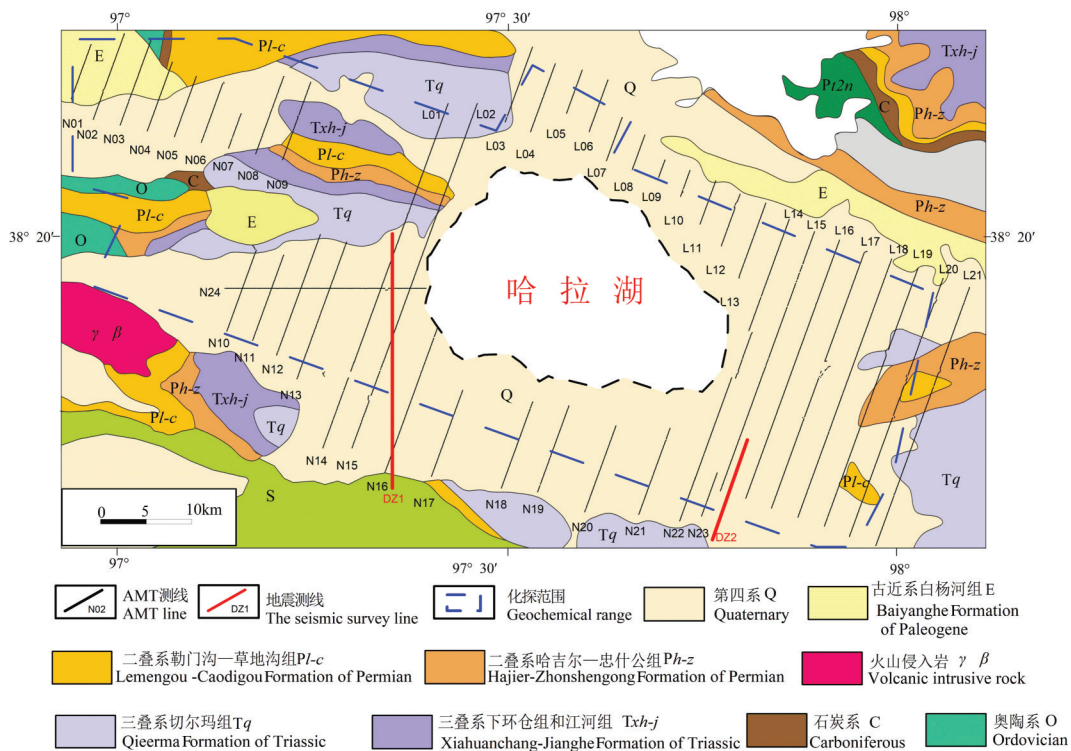 97°
97° 30'
98°
E
Pl-c
Tq
Q
Pt2n
C
Txh-j
Ph-z
38° 20'
N01
N02
N03
N04
N05
N06
N07
N08
N09
L01
L02
L03
L04
L05
L06
L07
L08
L09
L10
L11
L12
L13
L14
L15
L16
L17
L18
L19
L20
L21
Txh-j
Pl-c
Ph-z
O
C
Pl-c
E
Tq
O
E
Ph-z
38° 20'
哈拉湖
N24
γ β
N10
N11
N12
N13
Ph-z
Txh-j
Pl-c
Tq
Q
Ph-z
N14
N15
N16
DZ1
N17
N18
N19
N20
N21
N22
N23
DZ2
S
Tq
Pl-c
Tq
0 5 10km
97°
97° 30'
98°
N02
AMT测线
AMT line
DZ1
地震测线
The seismic survey line
化探范围
Geochemical range
第四系 Q
Quaternary
古近系白杨河组 E
Baiyanghe Formation
of Paleogene
二叠系勒门沟—草地沟组Pl-c
Lemengou -Caodigou Formation of Permian
二叠系哈吉尔—忠什公组Ph-z
Hajier-Zhonshengong Formation of Permian
火山侵入岩 γ β
Volcanic intrusive rock
三叠系切尔玛组Tq
Qieerma Formation of Triassic
三叠系下环仓组和江河组 Txh-j
Xiahuanchang-Jianghe Formation of Triassic
石炭系 C
Carboniferous
奥陶系 O
Ordovician